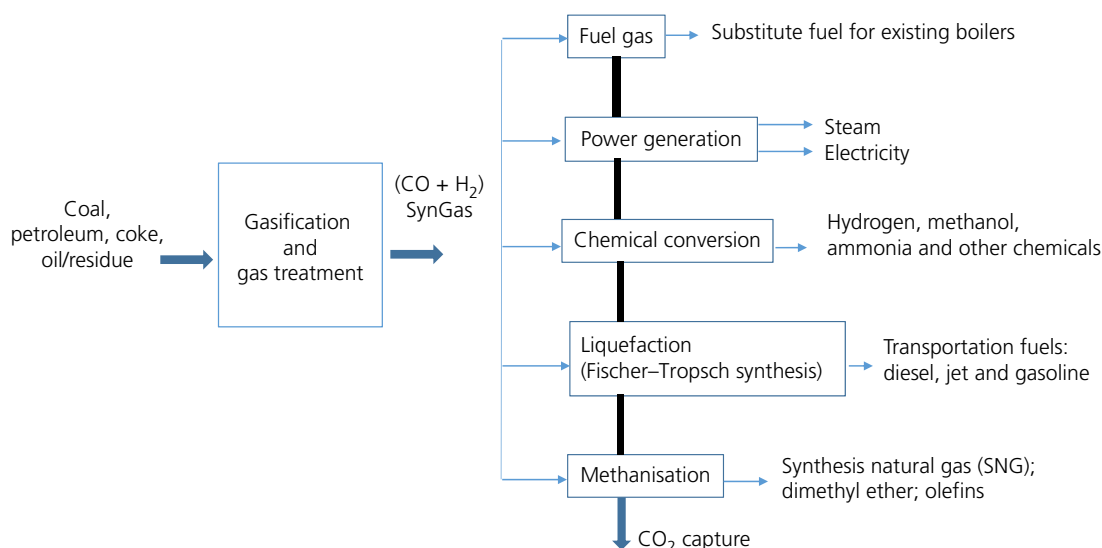 Coal,
petroleum, coke,
oil/residue
Gasification
and
gas treatment
(CO + H₂)
SynGas
Fuel gas
Substitute fuel for existing boilers
Power generation
Steam
Electricity
Chemical conversion
Hydrogen, methanol,
ammonia and other chemicals
Liquefaction
(Fischer–Tropsch synthesis)
Transportation fuels:
diesel, jet and gasoline
Methanisation
Synthesis natural gas (SNG);
dimethyl ether; olefins
CO₂ capture